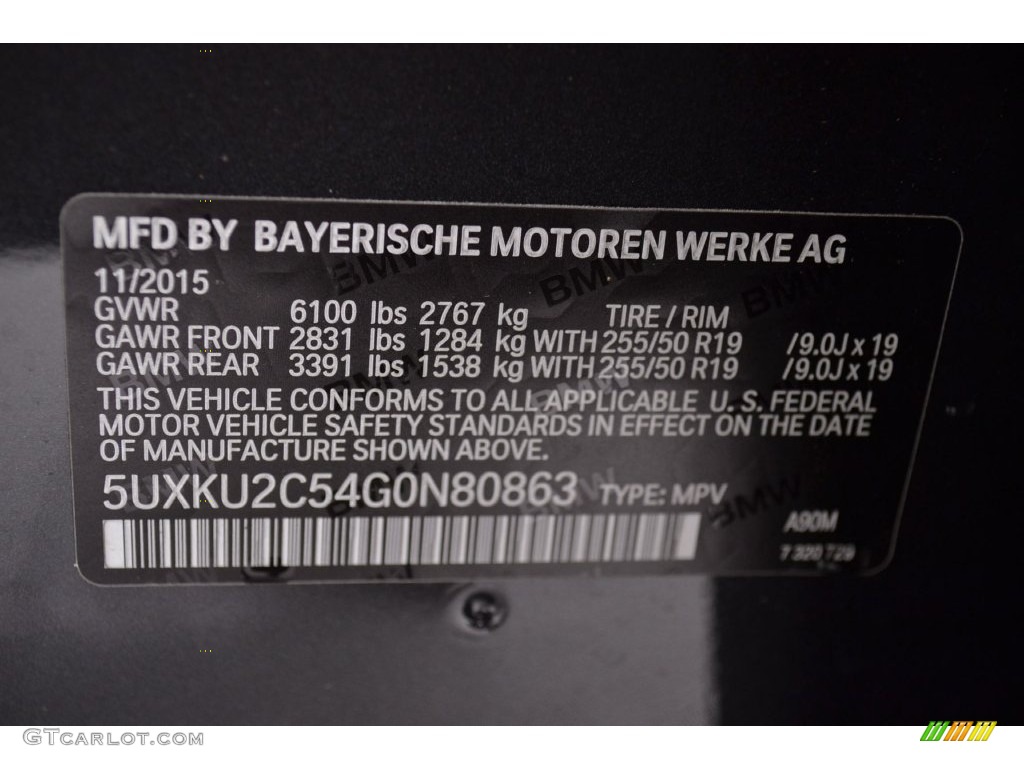 MFD BY BAYERISCHE MOTOREN WERKE AG
11/2015
GVWR 6100 lbs 2767 kg TIRE / RIM
GAWR FRONT 2831 lbs 1284 kg WITH 255/50 R19 /9.0J x 19
GAWR REAR 3391 lbs 1538 kg WITH 255/50 R19 /9.0J x 19
THIS VEHICLE CONFORMS TO ALL APPLICABLE U.S. FEDERAL
MOTOR VEHICLE SAFETY STANDARDS IN EFFECT ON THE DATE
OF MANUFACTURE SHOWN ABOVE.
5UXKU2C54G0N80863 TYPE: MPV
A90M
7 320 729
GTCARLOT.COM